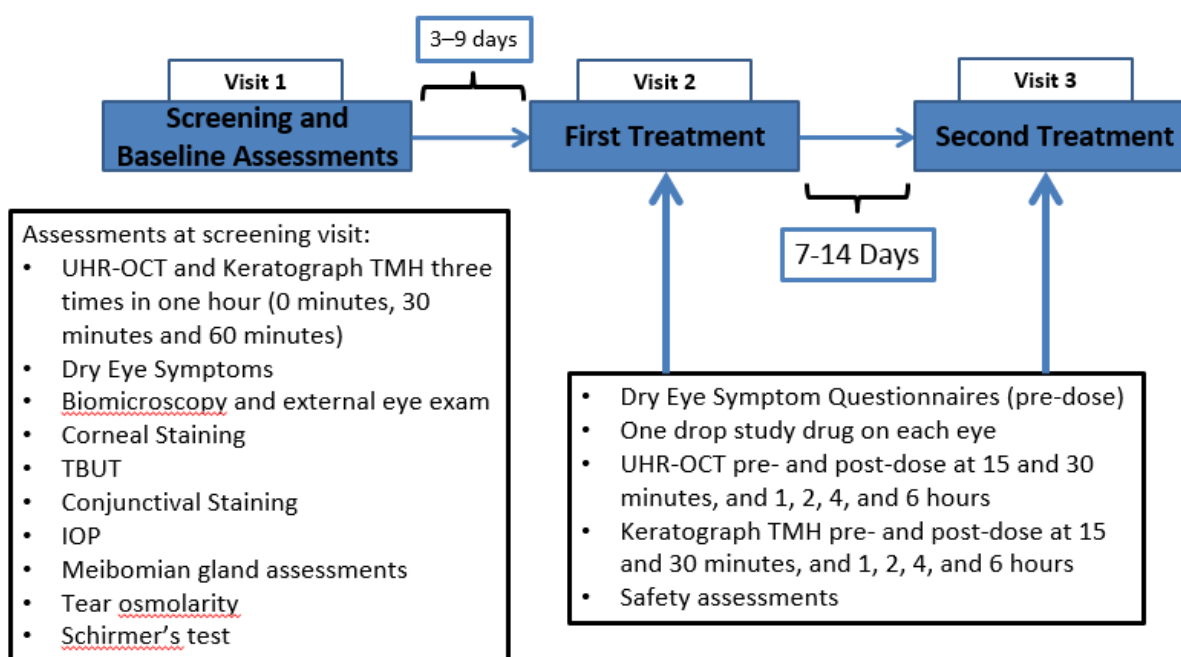 3–9 days
Visit 1
Visit 2
Visit 3
Screening and
Baseline Assessments
First Treatment
Second Treatment
7-14 Days
Assessments at screening visit:
• UHR-OCT and Keratograph TMH three
times in one hour (0 minutes, 30
minutes and 60 minutes)
• Dry Eye Symptoms
• Biomicroscopy and external eye exam
• Corneal Staining
• TBUT
• Conjunctival Staining
• IOP
• Meibomian gland assessments
• Tear osmolarity
• Schirmer’s test
• Dry Eye Symptom Questionnaires (pre-dose)
• One drop study drug on each eye
• UHR-OCT pre- and post-dose at 15 and 30
minutes, and 1, 2, 4, and 6 hours
• Keratograph TMH pre- and post-dose at 15
and 30 minutes, and 1, 2, 4, and 6 hours
• Safety assessments